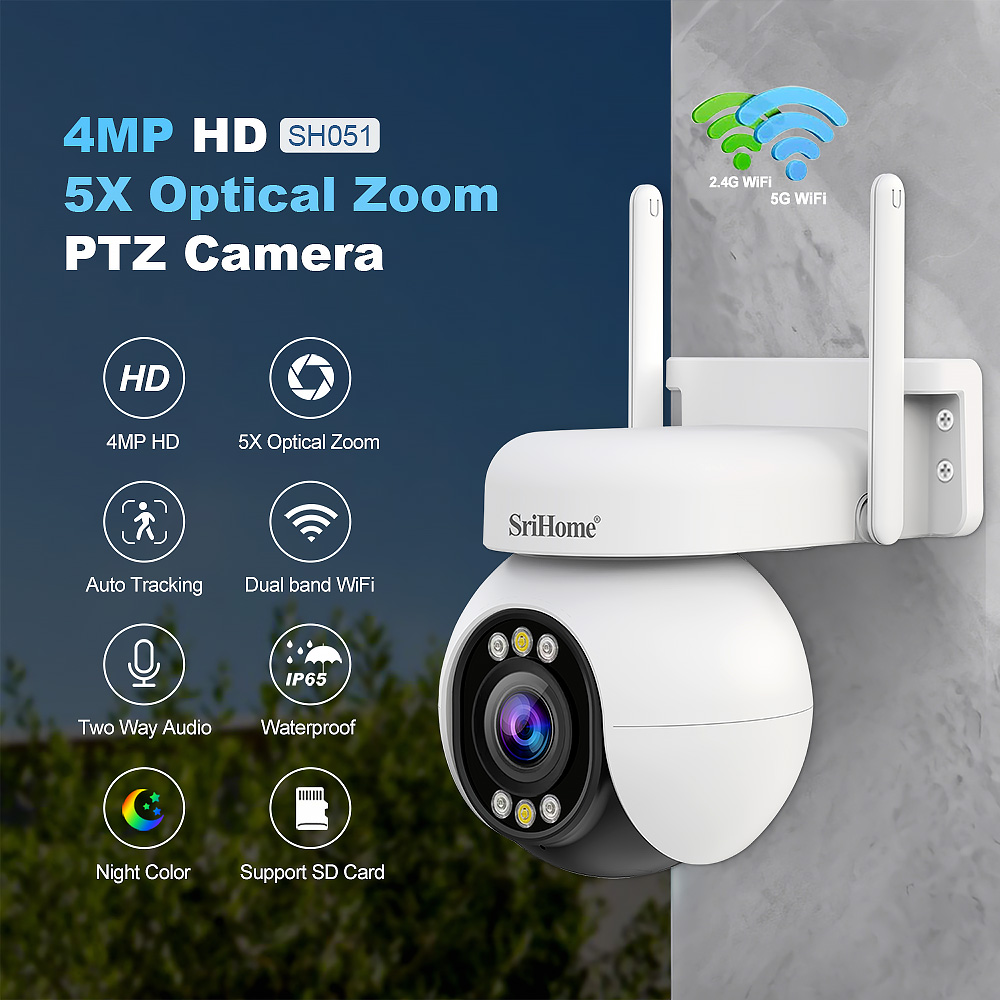 4MP HD SH051
5X Optical Zoom
PTZ Camera
2.4G WiFi
5G WiFi
HD
4MP HD
5X Optical Zoom
Auto Tracking
Dual band WiFi
IP65
Two Way Audio
Waterproof
Night Color
Support SD Card
SriHome®